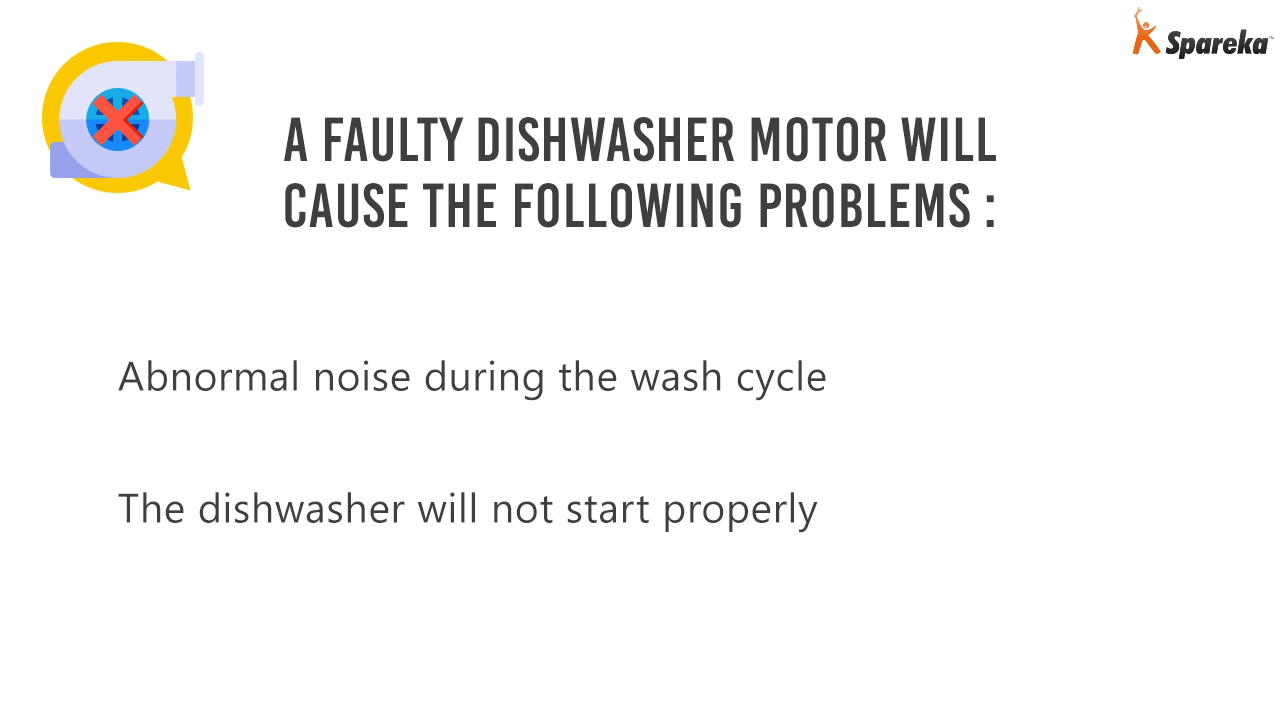 Spareka™
A FAULTY DISHWASHER MOTOR WILL
CAUSE THE FOLLOWING PROBLEMS :
Abnormal noise during the wash cycle
The dishwasher will not start properly